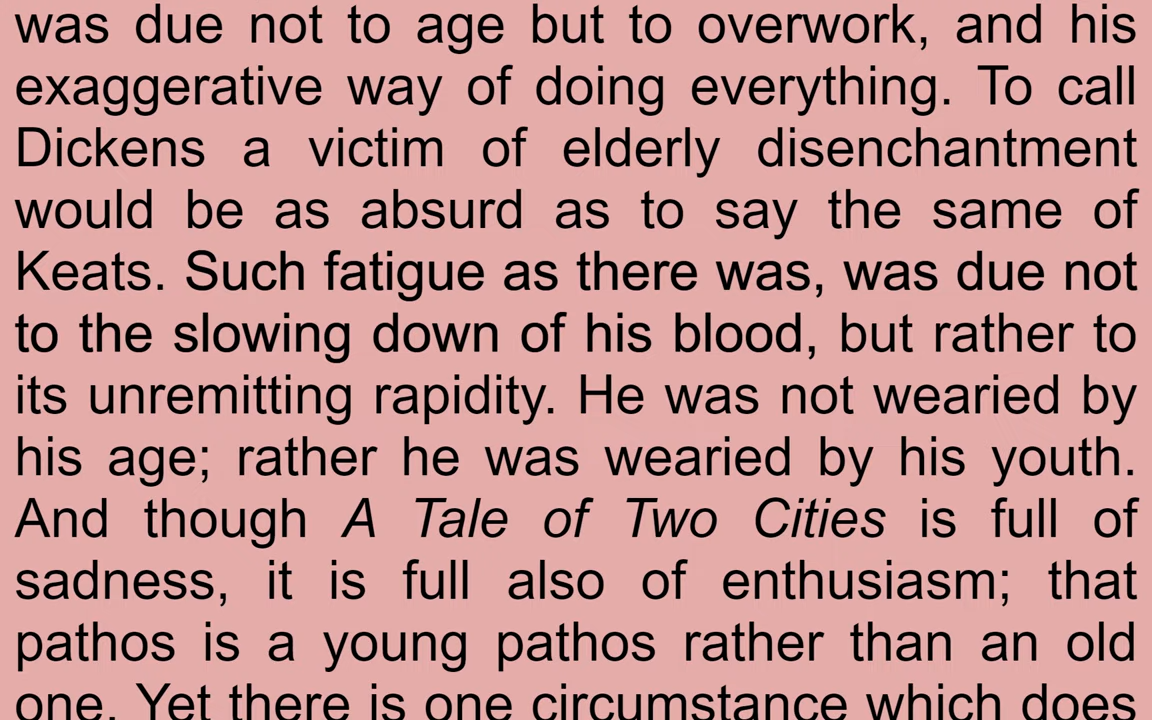 was due not to age but to overwork, and his
exaggerative way of doing everything. To call
Dickens a victim of elderly disenchantment
would be as absurd as to say the same of
Keats. Such fatigue as there was, was due not
to the slowing down of his blood, but rather to
its unremitting rapidity. He was not wearied by
his age; rather he was wearied by his youth.
And though A Tale of Two Cities is full of
sadness, it is full also of enthusiasm; that
pathos is a young pathos rather than an old
one. Yet there is one circumstance which does